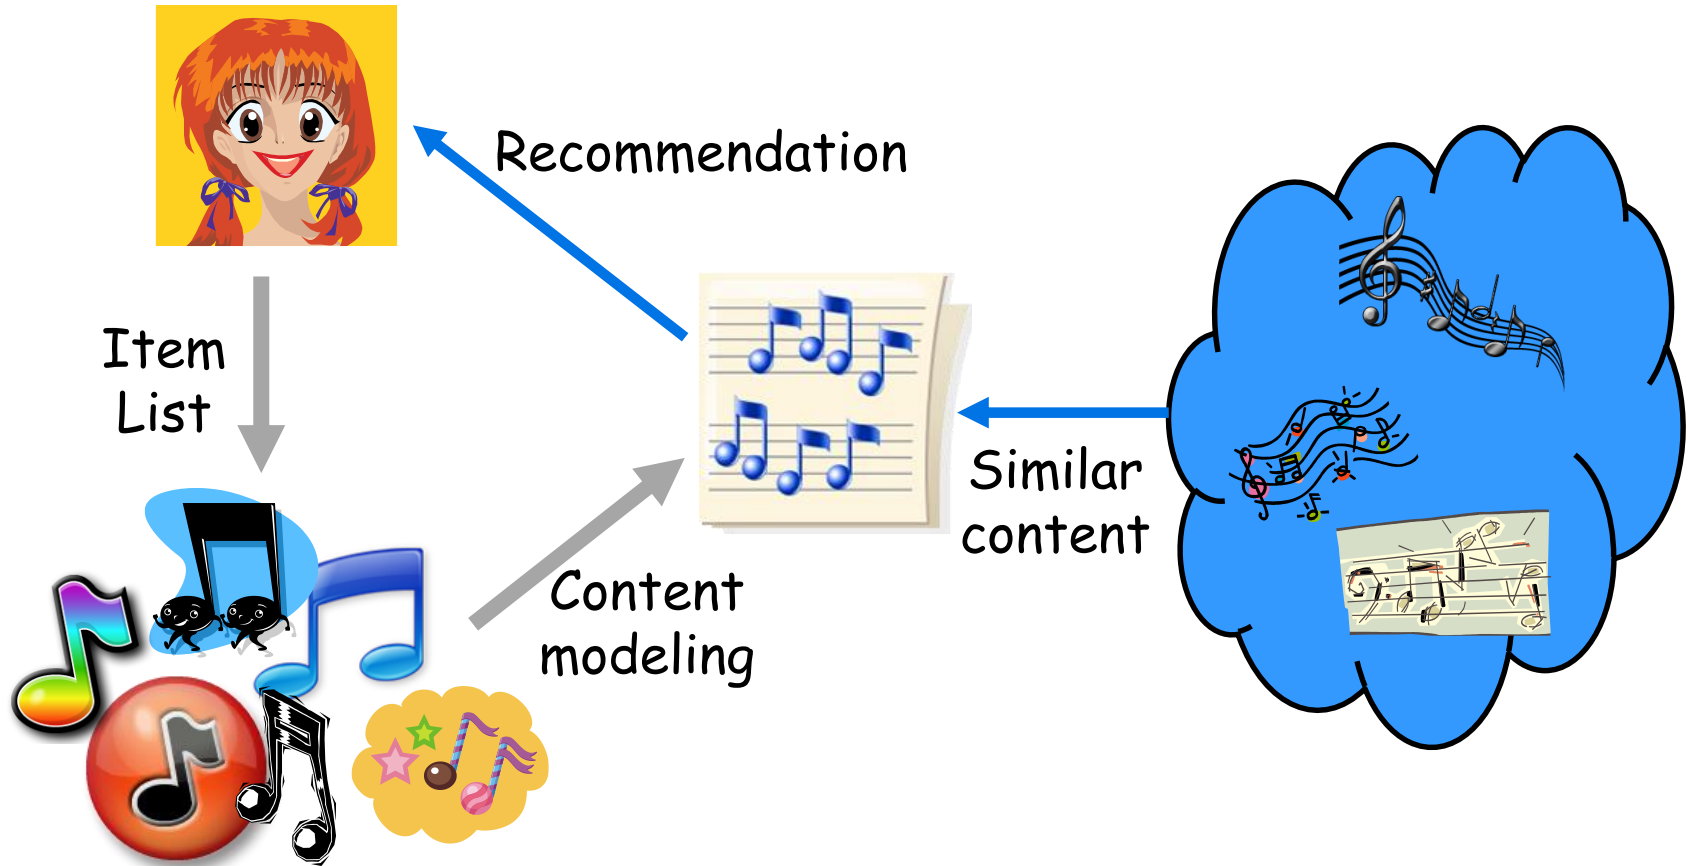 Recommendation
Item
List
Similar
content
Content
modeling